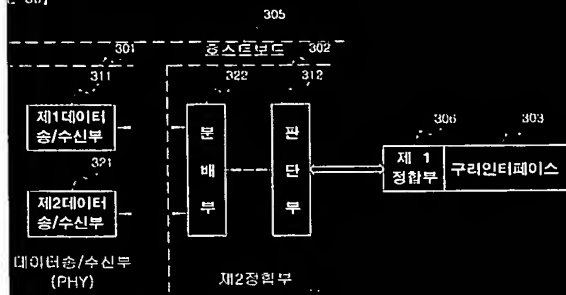 305
301
호스트보드
302
311
322
312
제1데이터
송/수신부
분
배
부
판
단
부
306
303
제 1
정합부
구리인터페이스
321
제2데이터
송/수신부
데이터송/수신부
(PHY)
제2정합부